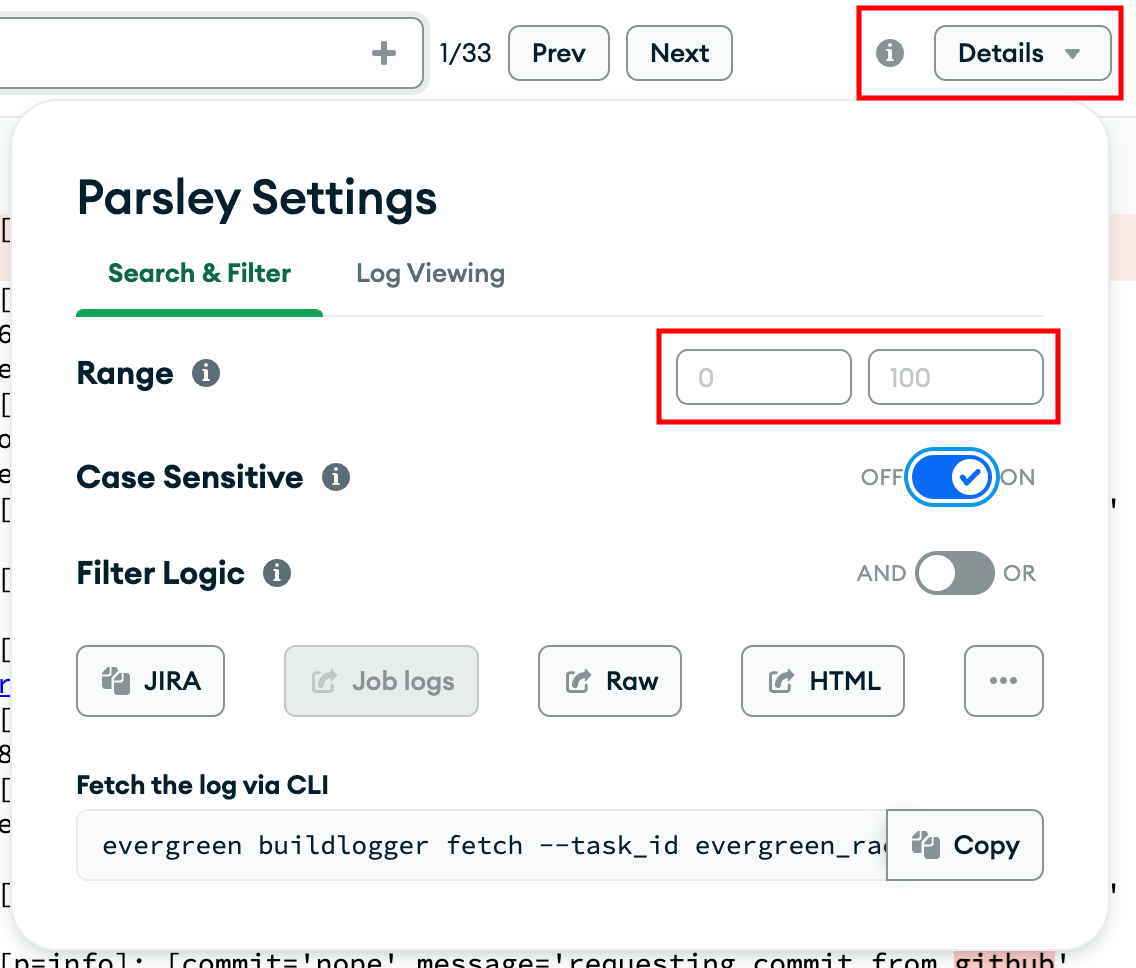 1/33 Prev Next Details
Parsley Settings
Search & Filter Log Viewing
Range 0 100
Case Sensitive OFF ON
Filter Logic AND OR
JIRA Job logs Raw HTML
Fetch the log via CLI
evergreen buildlogger fetch --task_id evergreen_ Copy
[p=info]: [commit='nope' message='requesting commit from github'